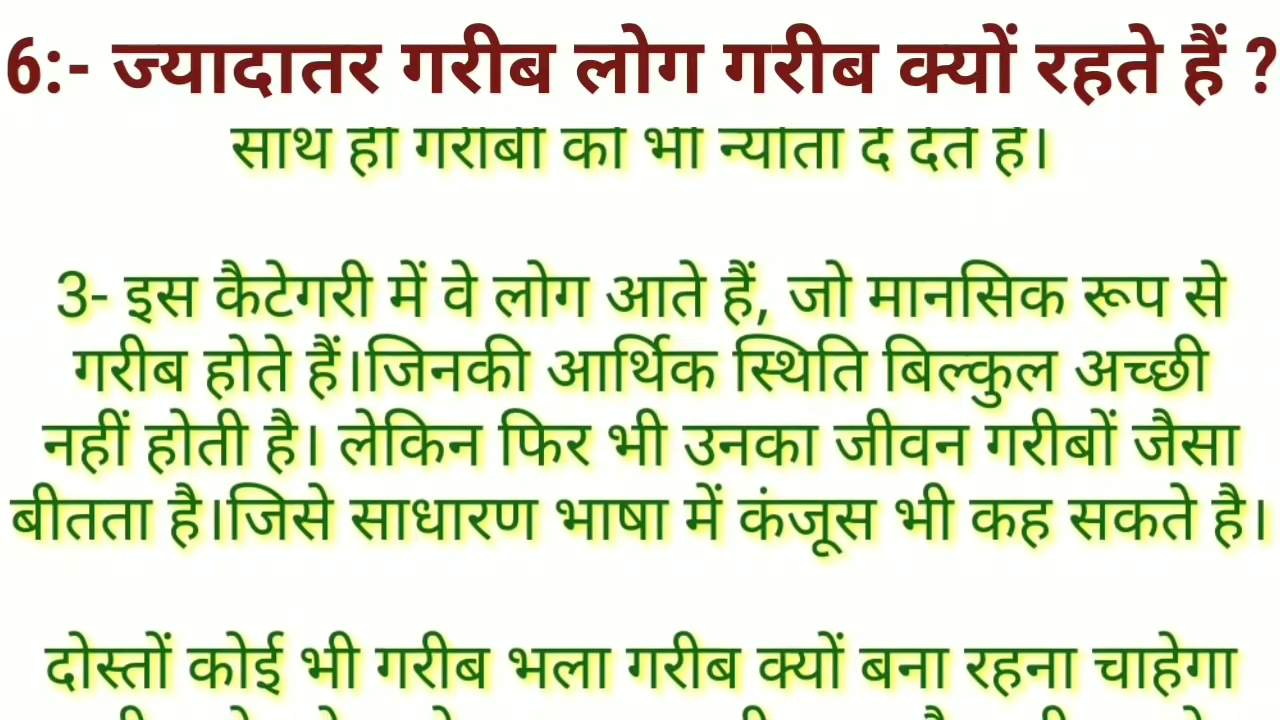 6:- ज्यादातर गरीब लोग गरीब क्यों रहते हैं ?
साथ ही गरीबी को भी न्योता दे देते हैं।
3- इस कैटेगरी में वे लोग आते हैं, जो मानसिक रूप से
गरीब होते हैं।जिनकी आर्थिक स्थिति बिल्कुल अच्छी
नहीं होती है। लेकिन फिर भी उनका जीवन गरीबों जैसा
बीतता है।जिसे साधारण भाषा में कंजूस भी कह सकते है।
दोस्तों कोई भी गरीब भला गरीब क्यों बना रहना चाहेगा